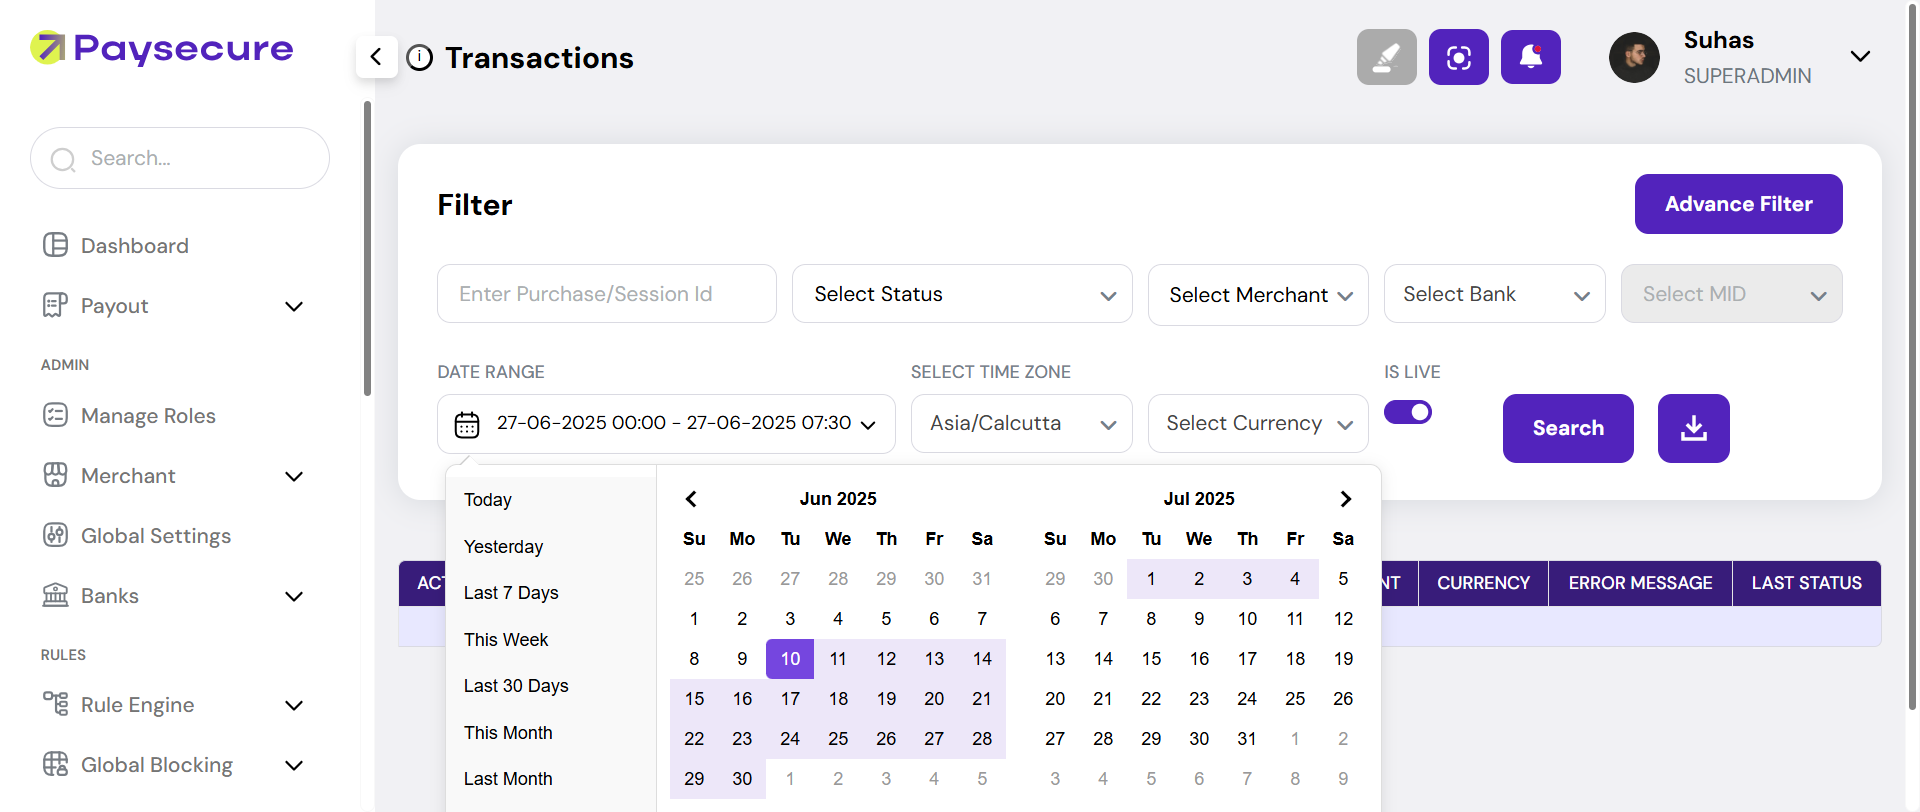 Paysecure
Transactions
Suhas
SUPERADMIN
Search...
Dashboard
Payout
ADMIN
Manage Roles
Merchant
Global Settings
Banks
RULES
Rule Engine
Global Blocking
Filter
Advance Filter
Enter Purchase/Session Id
Select Status
Select Merchant
Select Bank
Select MID
DATE RANGE
SELECT TIME ZONE
IS LIVE
27-06-2025 00:00 - 27-06-2025 07:30
Asia/Calcutta
Select Currency
Search
Today
Yesterday
Last 7 Days
This Week
Last 30 Days
This Month
Last Month
Jun 2025
Su Mo Tu We Th Fr Sa
25 26 27 28 29 30 31
1 2 3 4 5 6 7
8 9 10 11 12 13 14
15 16 17 18 19 20 21
22 23 24 25 26 27 28
29 30 1 2 3 4 5
Jul 2025
Su Mo Tu We Th Fr Sa
29 30 1 2 3 4 5
6 7 8 9 10 11 12
13 14 15 16 17 18 19
20 21 22 23 24 25 26
27 28 29 30 31 1 2
3 4 5 6 7 8 9
ACT
NT
CURRENCY
ERROR MESSAGE
LAST STATUS